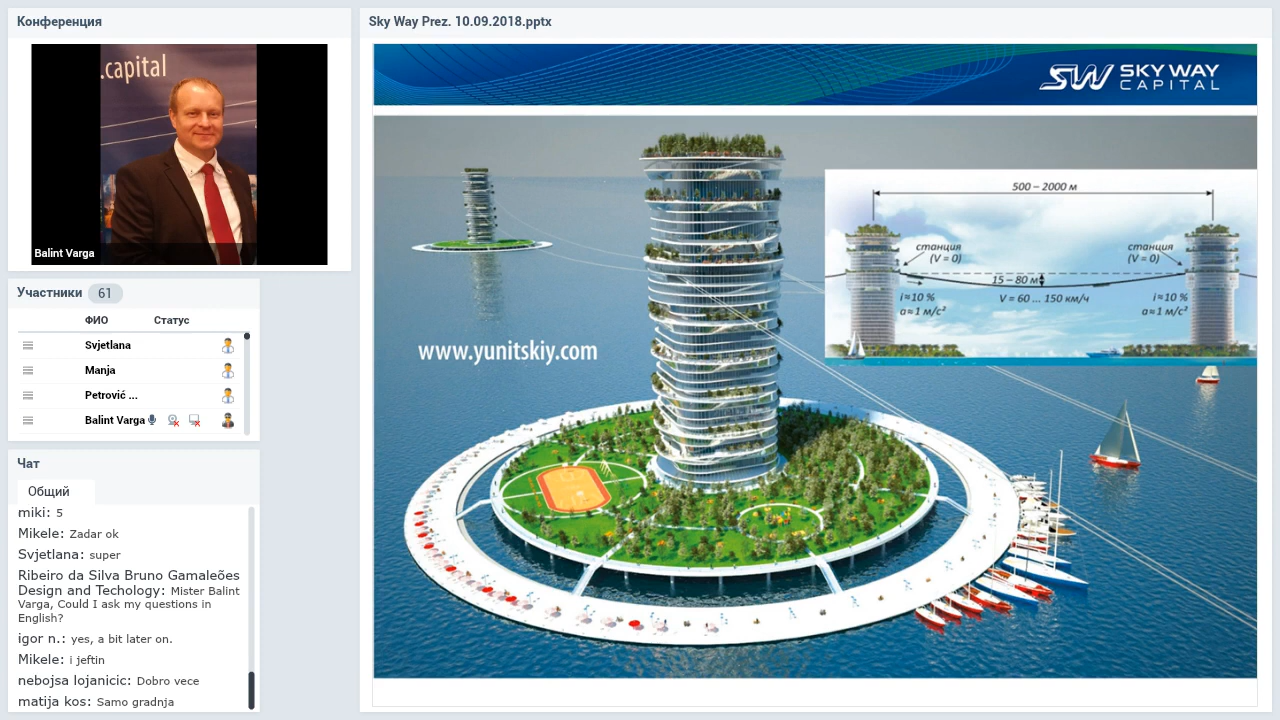 Конференция
Balint Varga
.capital
Участники 61
ФИО Статус
Svjetlana
Manja
Petrović ...
Balint Varga
Чат
Общий
miki: 5
Mikele: Zadar ok
Svjetlana: super
Ribeiro da Silva Bruno Gamaleões
Design and Techology: Mister Balint
Varga, Could I ask my questions in
English?
igor n.: yes, a bit later on.
Mikele: i jeftin
nebojsa lojanicic: Dobro vece
matija kos: Samo gradnja
Sky Way Prez. 10.09.2018.pptx
SW SKY WAY
CAPITAL
www.yunitskiy.com
500 – 2000 м
станция
(V = 0)
станция
(V = 0)
15 – 80 м
i≈10 %
a≈1 м/с²
V = 60 ... 150 км/ч
i≈10 %
a≈1 м/с²